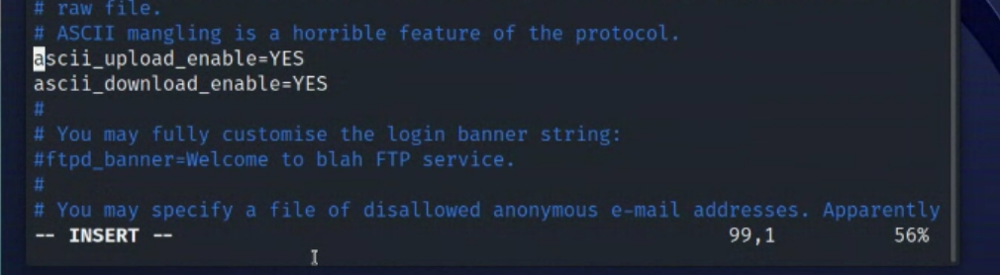 # raw file.
# ASCII mangling is a horrible feature of the protocol.
ascii_upload_enable=YES
ascii_download_enable=YES
#
# You may fully customise the login banner string:
#ftpd_banner=Welcome to blah FTP service.
#
# You may specify a file of disallowed anonymous e-mail addresses. Apparently
-- INSERT -- 99,1 56%